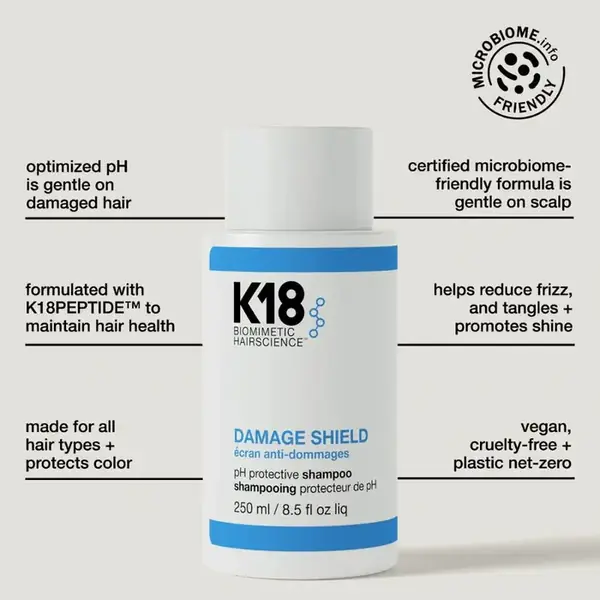 MICROBIOME.info
FRIENDLY
optimized pH
is gentle on
damaged hair
certified microbiome-
friendly formula is
gentle on scalp
formulated with
K18PEPTIDE™ to
maintain hair health
helps reduce frizz,
and tangles +
promotes shine
made for all
hair types +
protects color
vegan,
cruelty-free +
plastic net-zero
K18
BIOMIMETIC
HAIRSCIENCE™
DAMAGE SHIELD
écran anti-dommages
pH protective shampoo
shampooing protecteur de pH
250 ml / 8.5 fl oz liq